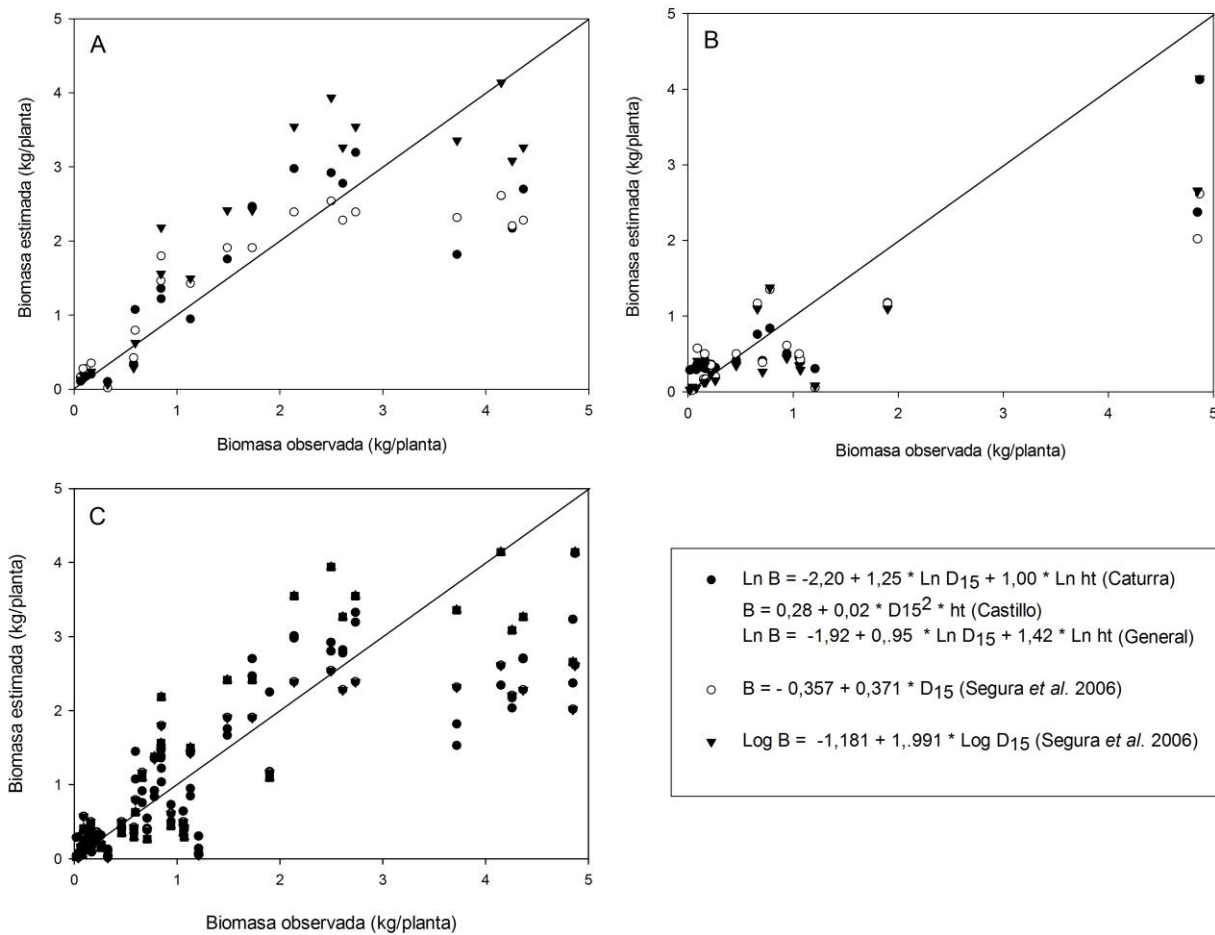 A
5
4
3
2
1
0
Biomasa estimada (kg/planta)
0 1 2 3 4 5
Biomasa observada (kg/planta)
B
5
4
3
2
1
0
Biomasa estimada (kg/planta)
0 1 2 3 4 5
Biomasa observada (kg/planta)
C
5
4
3
2
1
0
Biomasa estimada (kg/planta)
0 1 2 3 4 5
Biomasa observada (kg/planta)
● Ln B = -2,20 + 1,25 * Ln D15 + 1,00 * Ln ht (Caturra)
B = 0,28 + 0,02 * D15² * ht (Castillo)
Ln B = -1,92 + 0,.95 * Ln D15 + 1,42 * Ln ht (General)
○ B = - 0,357 + 0,371 * D15 (Segura et al. 2006)
▼ Log B = -1,181 + 1,.991 * Log D15 (Segura et al. 2006)